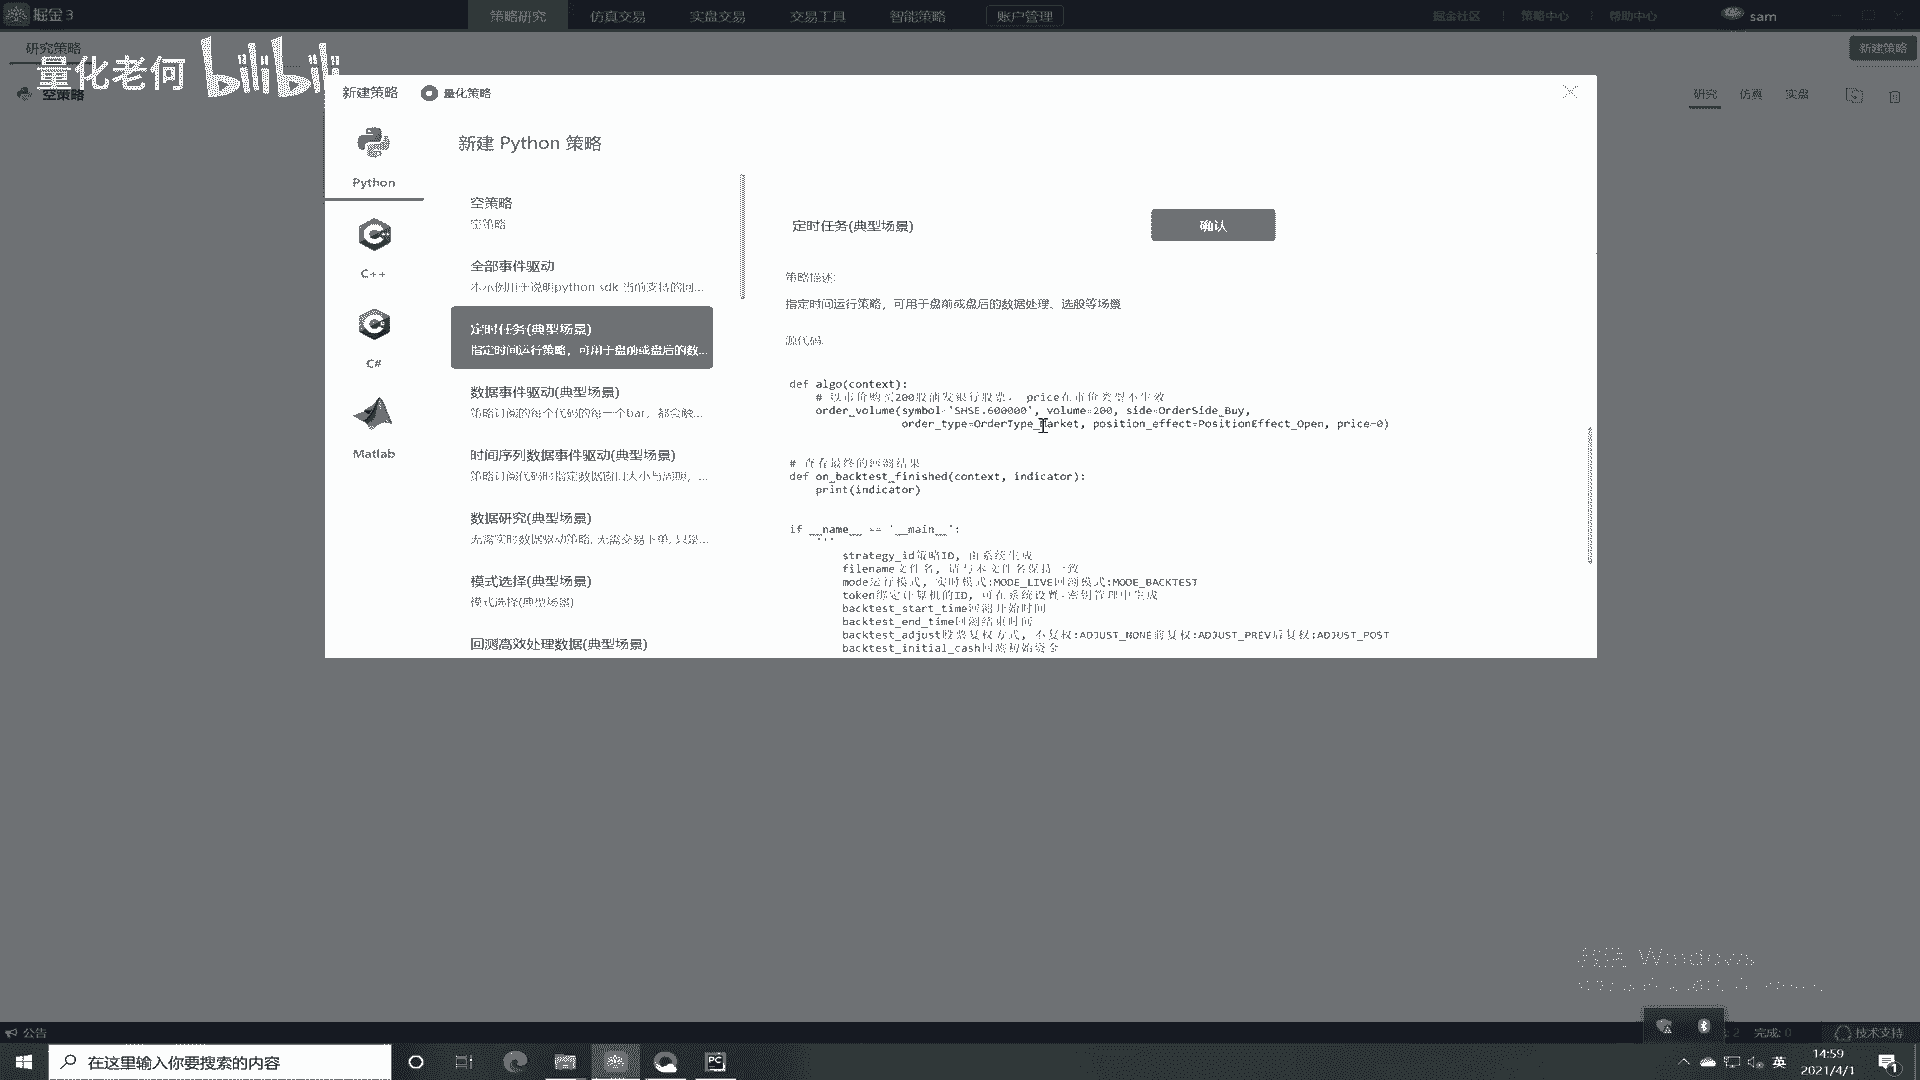 掘金3
策略研究 仿真交易 实盘交易 交易工具 智能策略 账户管理
掘金社区 策略中心 帮助中心 sam
研究策略
新建策略
量化老何 bilibili
空策略
研究 仿真 实盘
新建策略 量化策略
Python
C++
C#
Matlab
新建 Python 策略
空策略
空策略
全部事件驱动
本示例用于说明python sdk 当前支持的回...
定时任务(典型场景)
指定时间运行策略，可用于盘前或盘后的数...
数据事件驱动(典型场景)
策略订阅的每个代码的每一个bar，都会触...
时间序列数据事件驱动(典型场景)
策略订阅代码时指定数据窗口大小与周期，...
数据研究(典型场景)
无需实时数据驱动策略, 无需交易下单, 只是...
模式选择(典型场景)
模式选择(典型场景)
回测高效处理数据(典型场景)
定时任务(典型场景)
确认
策略描述:
指定时间运行策略，可用于盘前或盘后的数据处理、选股等场景
源代码:
def algo(context):
# 以市价购买200股浦发银行股票， price在市价类型不生效
order_volume(symbol='SHSE.600000', volume=200, side=OrderSide_Buy,
order_type=OrderType_Market, position_effect=PositionEffect_Open, price=0)
# 查看最终的回测结果
def on_backtest_finished(context, indicator):
print(indicator)
if __name__ == '__main__':
'''
strategy_id策略ID, 由系统生成
filename文件名, 请与本文件名保持一致
mode运行模式, 实时模式:MODE_LIVE回测模式:MODE_BACKTEST
token绑定计算机的ID, 可在系统设置-密钥管理中生成
backtest_start_time回测开始时间
backtest_end_time回测结束时间
backtest_adjust股票复权方式, 不复权:ADJUST_NONE前复权:ADJUST_PREV后复权:ADJUST_POST
backtest_initial_cash回测初始资金
激活 Windows
公告
: 2 完成: 0 技术支持
在这里输入你要搜索的内容
PC
英
14:59
2021/4/1
1